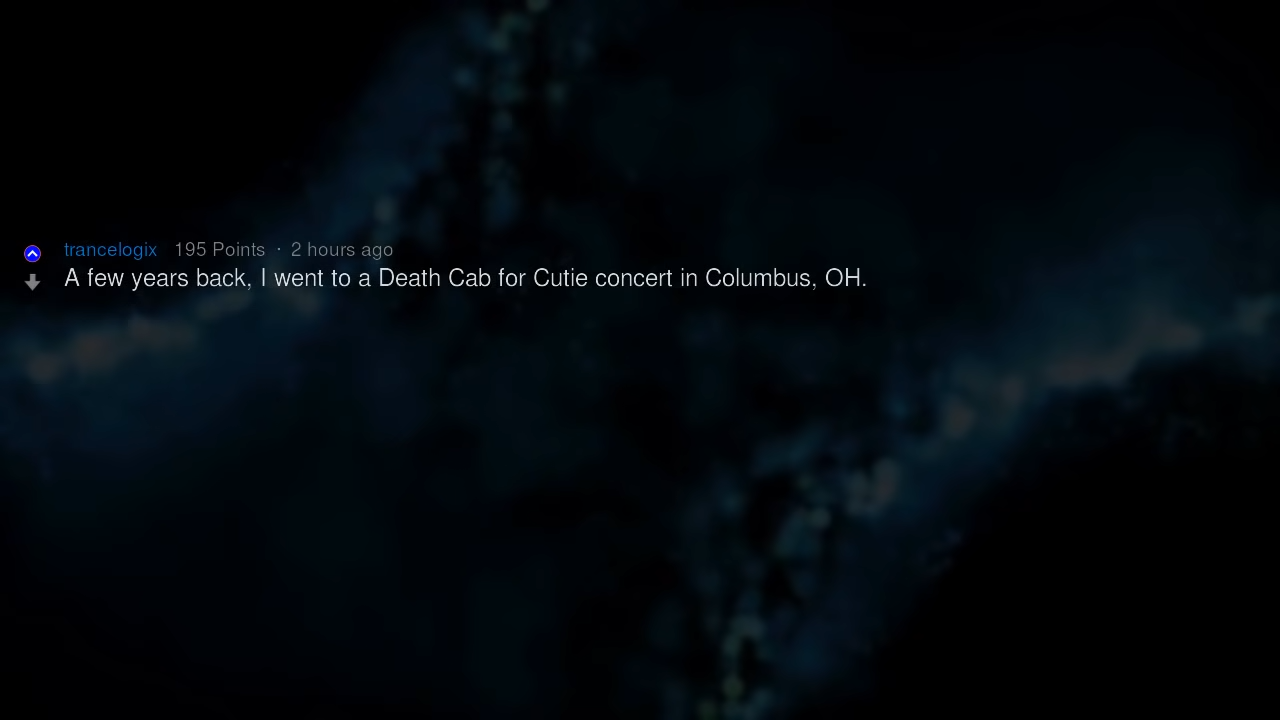 trancelogix 195 Points · 2 hours ago
A few years back, I went to a Death Cab for Cutie concert in Columbus, OH.